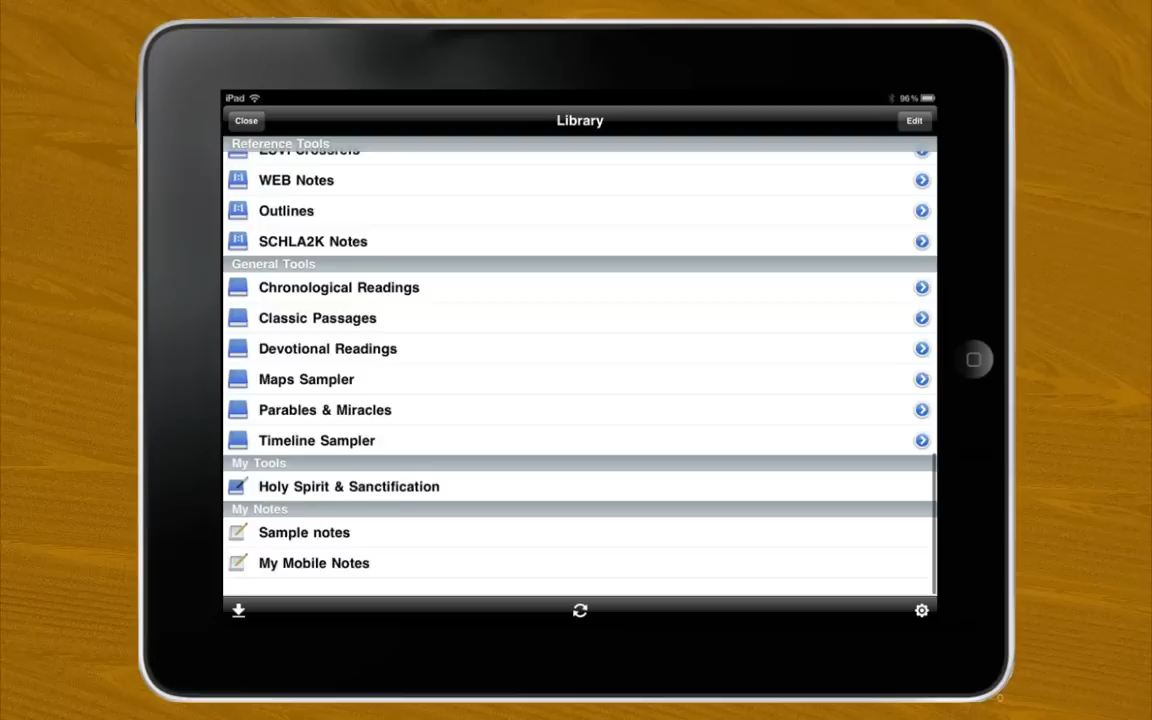 iPad
96%
Close
Library
Edit
Reference Tools
WEB Notes
Outlines
SCHLA2K Notes
General Tools
Chronological Readings
Classic Passages
Devotional Readings
Maps Sampler
Parables & Miracles
Timeline Sampler
My Tools
Holy Spirit & Sanctification
My Notes
Sample notes
My Mobile Notes